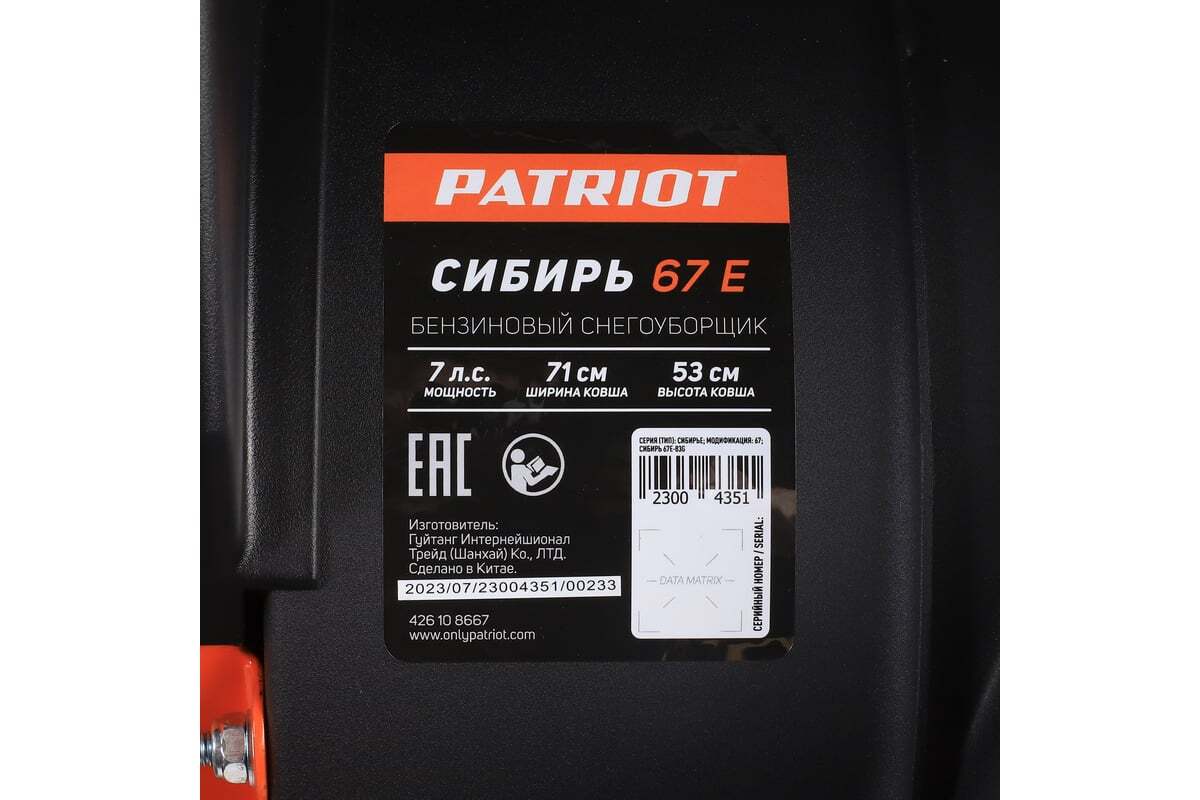 PATRIOT
СИБИРЬ 67 E
БЕНЗИНОВЫЙ СНЕГОУБОРЩИК
7 л.с. 71 см 53 см
МОЩНОСТЬ ШИРИНА КОВША ВЫСОТА КОВША
EAC
СЕРИЯ (ТИП): СИБИРЬЕ; МОДИФИКАЦИЯ: 67;
СИБИРЬ 67Е-83G
2300 4351
DATA MATRIX
СЕРИЙНЫЙ НОМЕР / SERIAL:
Изготовитель:
Гуйтанг Интернейшионал
Трейд (Шанхай) Ко., ЛТД.
Сделано в Китае.
2023/07/23004351/00233
426 10 8667
www.onlypatriot.com